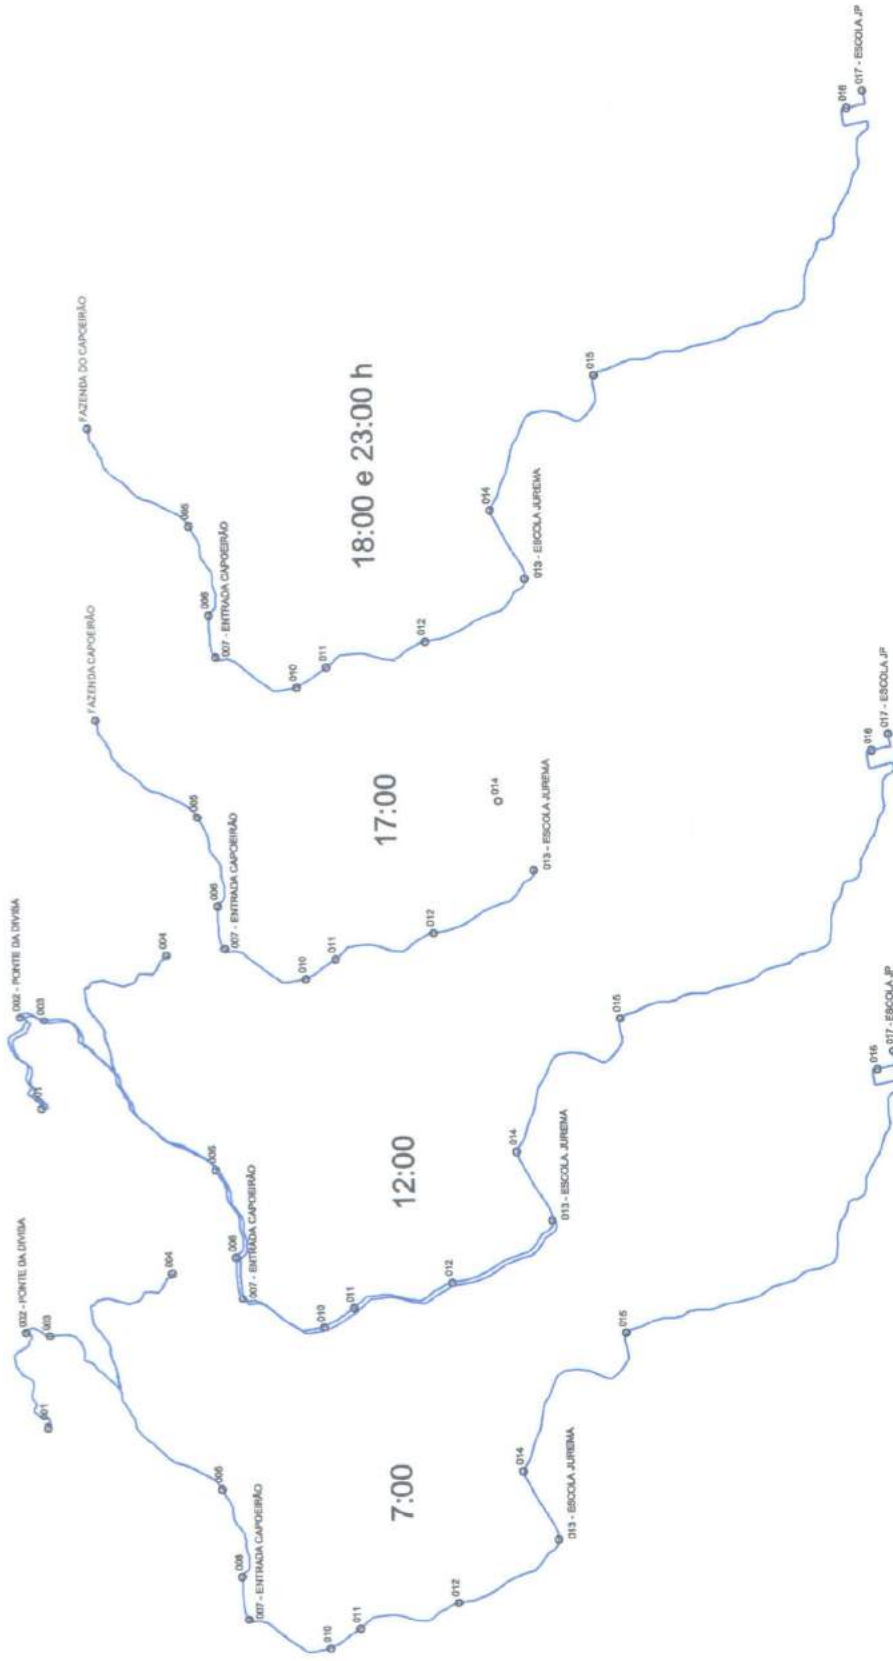 001
002 - PONTE DA DIVISA
003
004
005
006
007 - ENTRADA CAPOEIRÃO
010
011
7:00
012
014
013 - ESCOLA JUREMA
015
016
017 - ESCOLA JP
002 - PONTE DA DIVISA
003
004
005
006
007 - ENTRADA CAPOEIRÃO
010
011
12:00
012
014
013 - ESCOLA JUREMA
015
016
017 - ESCOLA JP
FAZENDA CAPOEIRÃO
005
006
007 - ENTRADA CAPOEIRÃO
010
011
17:00
012
014
013 - ESCOLA JUREMA
FAZENDA DO CAPOEIRÃO
005
006
007 - ENTRADA CAPOEIRÃO
010
011
18:00 e 23:00 h
012
014
013 - ESCOLA JUREMA
015
016
017 - ESCOLA JP